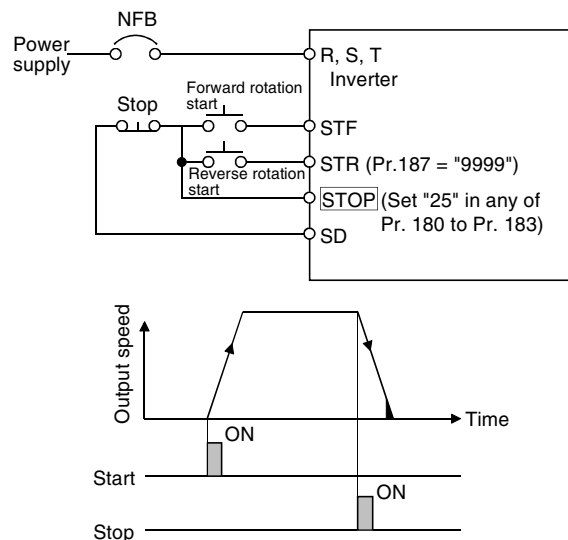 NFB
Power
supply
R, S, T
Inverter
Forward rotation
start
Stop
STF
STR (Pr.187 = "9999")
Reverse rotation
start
STOP (Set "25" in any of
Pr. 180 to Pr. 183)
SD
Output speed
Time
ON
Start
ON
Stop